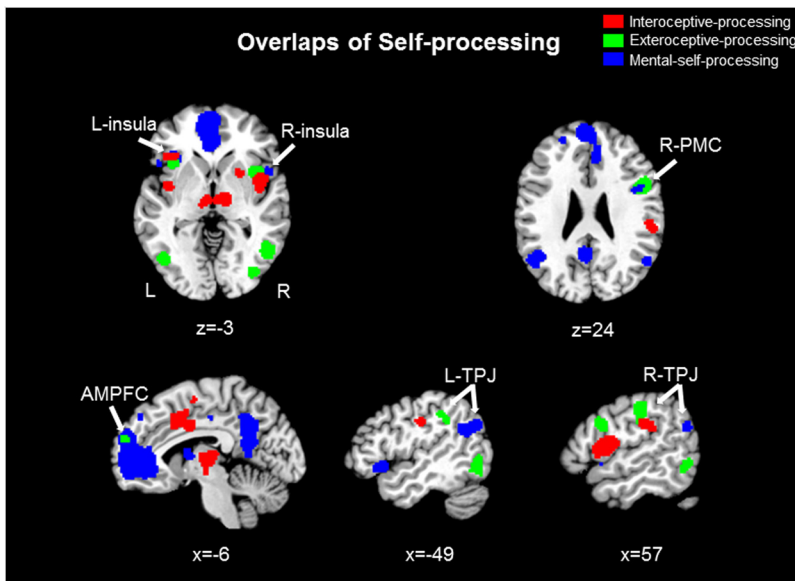 Overlaps of Self-processing
Interoceptive-processing
Exteroceptive-processing
Mental-self-processing
L-insula
R-insula
R-PMC
L
R
z=-3
z=24
AMPFC
L-TPJ
R-TPJ
x=-6
x=-49
x=57